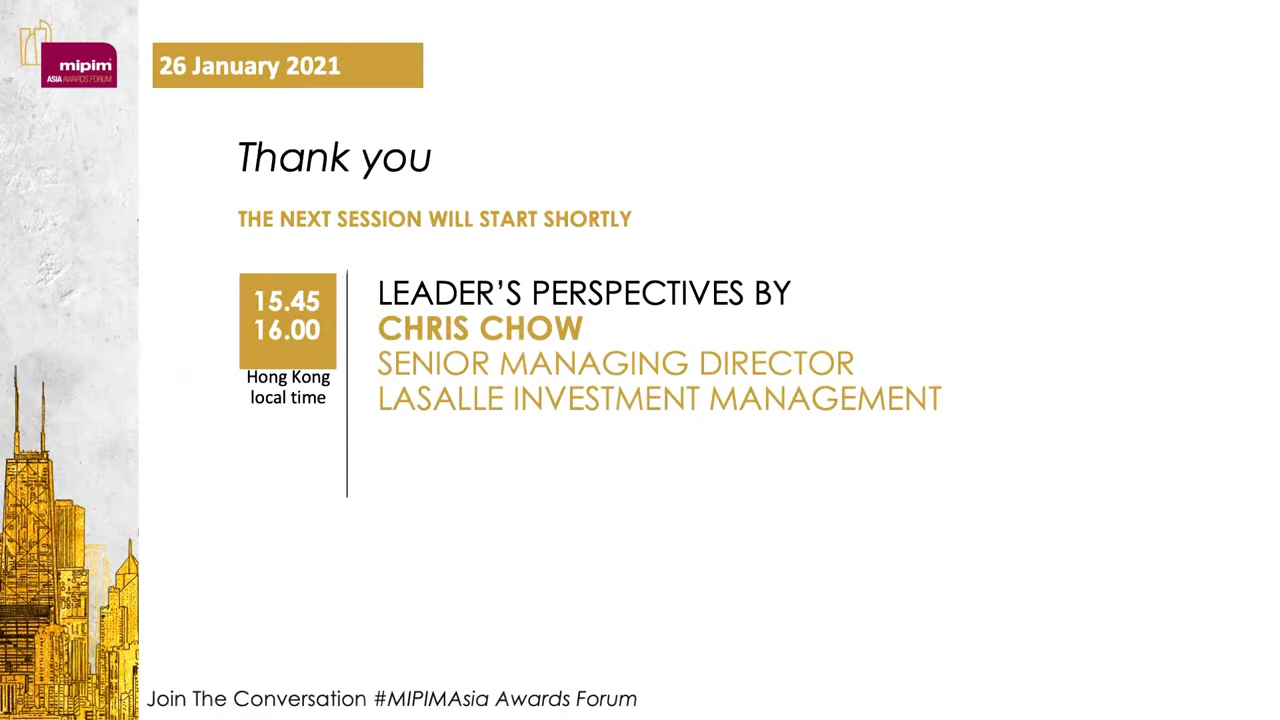 mipim
ASIA AWARDS FORUM
26 January 2021
Thank you
THE NEXT SESSION WILL START SHORTLY
15.45
16.00
Hong Kong
local time
LEADER'S PERSPECTIVES BY
CHRIS CHOW
SENIOR MANAGING DIRECTOR
LASALLE INVESTMENT MANAGEMENT
Join The Conversation #MIPIMAsia Awards Forum